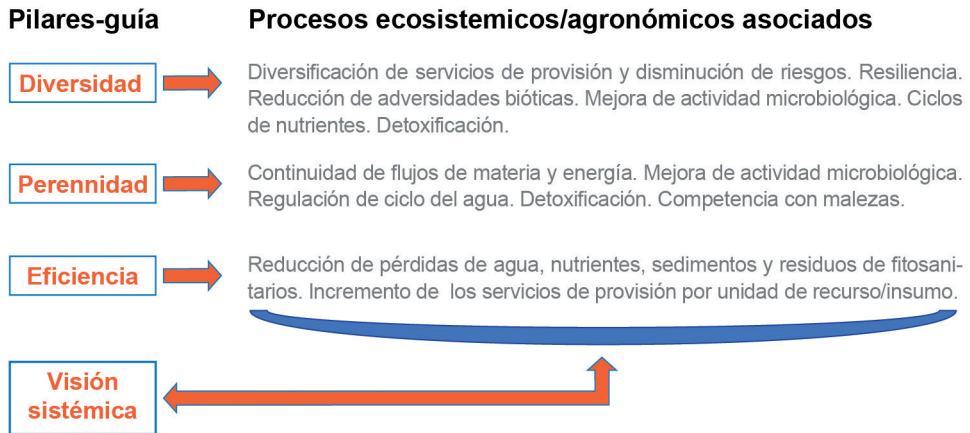 Pilares-guía
Procesos ecosistemicos/agronómicos asociados
Diversidad
Diversificación de servicios de provisión y disminución de riesgos. Resiliencia.
Reducción de adversidades bióticas. Mejora de actividad microbiológica. Ciclos
de nutrientes. Detoxificación.
Perennidad
Continuidad de flujos de materia y energía. Mejora de actividad microbiológica.
Regulación de ciclo del agua. Detoxificación. Competencia con malezas.
Eficiencia
Reducción de pérdidas de agua, nutrientes, sedimentos y residuos de fitosani-
tarios. Incremento de los servicios de provisión por unidad de recurso/insumo.
Visión
sistémica